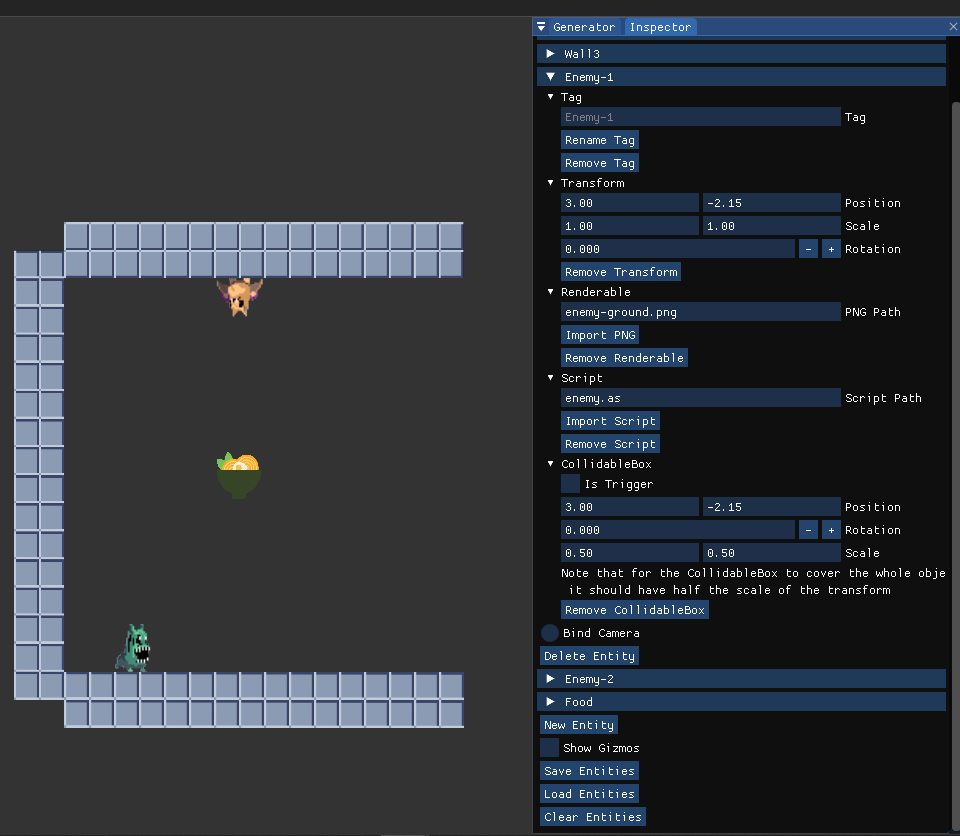 Generator Inspector
Wall3
Enemy-1
Tag
Enemy-1 Tag
Rename Tag
Remove Tag
Transform
3.00 -2.15 Position
1.00 1.00 Scale
0.000 - + Rotation
Remove Transform
Renderable
enemy-ground.png PNG Path
Import PNG
Remove Renderable
Script
enemy.as Script Path
Import Script
Remove Script
CollidableBox
Is Trigger
3.00 -2.15 Position
0.000 - + Rotation
0.50 0.50 Scale
Note that for the CollidableBox to cover the whole obje
it should have half the scale of the transform
Remove CollidableBox
Bind Camera
Delete Entity
Enemy-2
Food
New Entity
Show Gizmos
Save Entities
Load Entities
Clear Entities